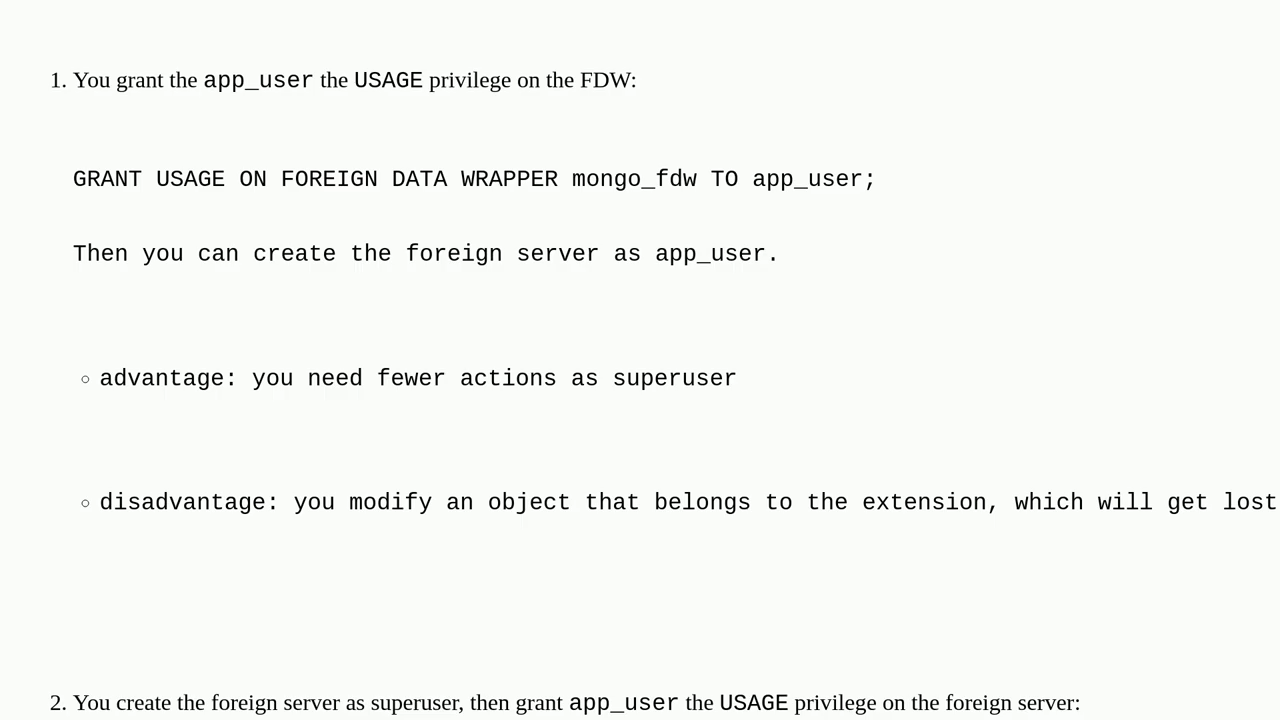 1. You grant the app_user the USAGE privilege on the FDW:
GRANT USAGE ON FOREIGN DATA WRAPPER mongo_fdw TO app_user;
Then you can create the foreign server as app_user.
○ advantage: you need fewer actions as superuser
○ disadvantage: you modify an object that belongs to the extension, which will get lost
2. You create the foreign server as superuser, then grant app_user the USAGE privilege on the foreign server: